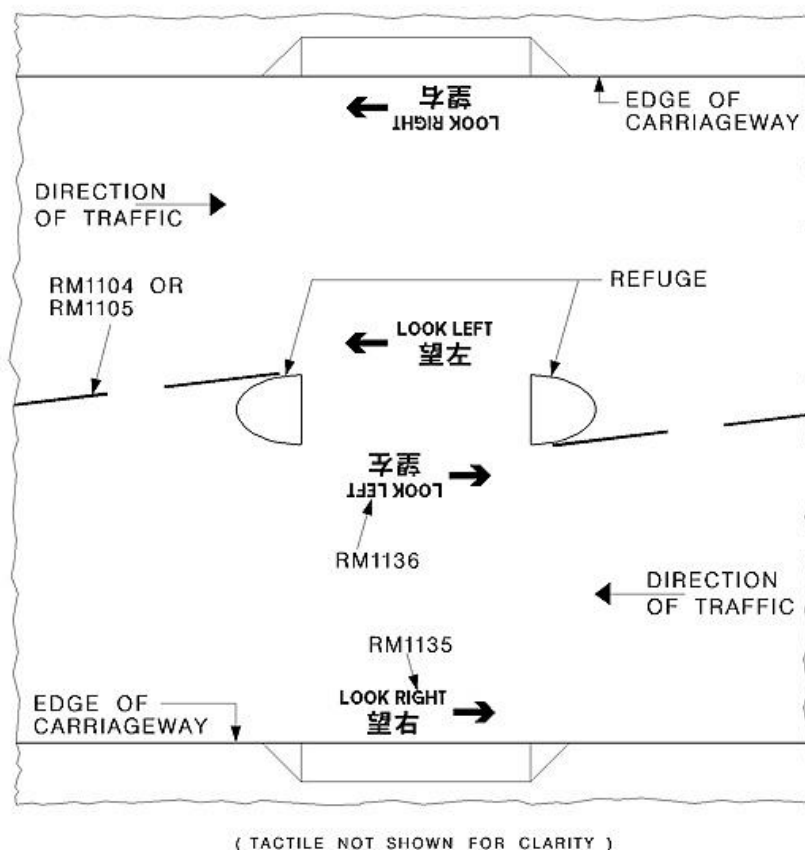 LOOK RIGHT
望右
EDGE OF
CARRIAGEWAY
DIRECTION
OF TRAFFIC
RM1104 OR
RM1105
REFUGE
LOOK LEFT
望左
LOOK LEFT
望左
RM1136
DIRECTION
OF TRAFFIC
RM1135
LOOK RIGHT
望右
EDGE OF
CARRIAGEWAY
( TACTILE NOT SHOWN FOR CLARITY )